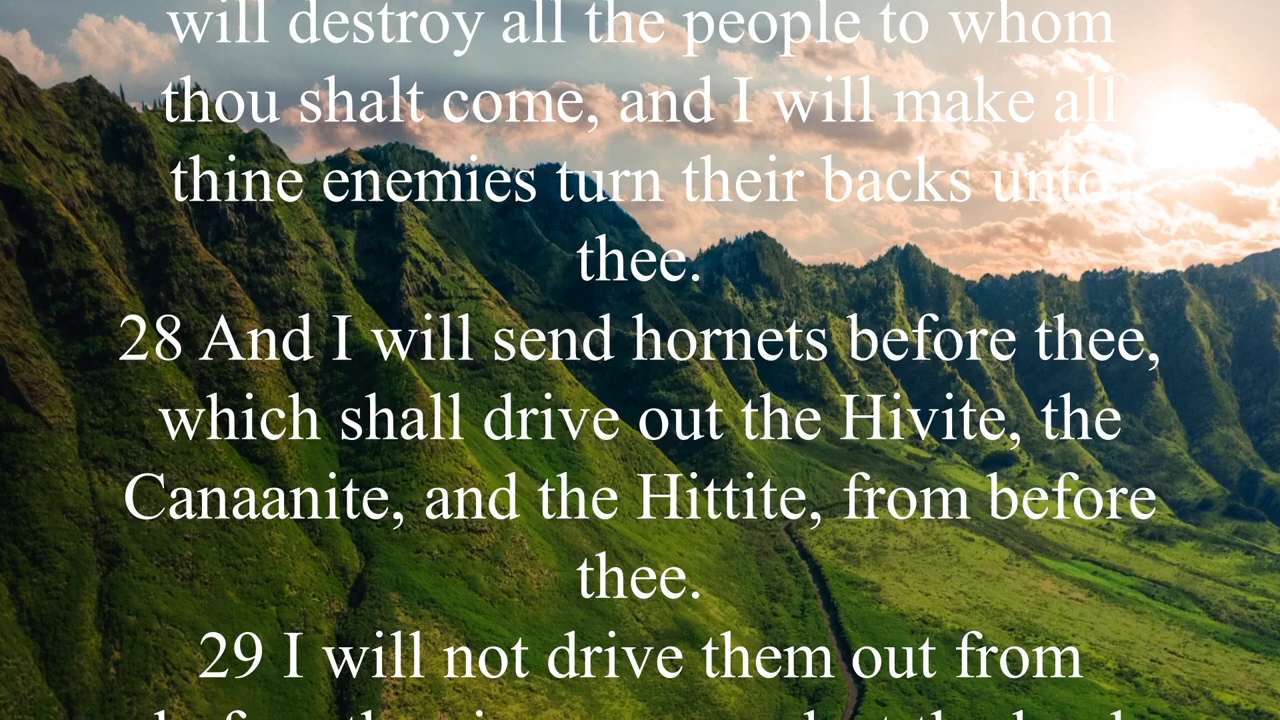 will destroy all the people to whom
thou shalt come, and I will make all
thine enemies turn their backs unto
thee.
28 And I will send hornets before thee,
which shall drive out the Hivite, the
Canaanite, and the Hittite, from before
thee.
29 I will not drive them out from